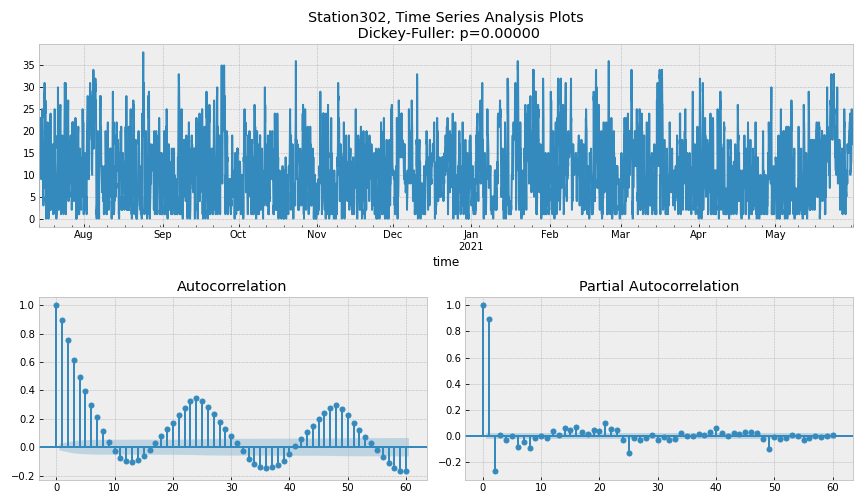 Station302, Time Series Analysis Plots
Dickey-Fuller: p=0.00000
35
30
25
20
15
10
5
0
Aug Sep Oct Nov Dec Jan Feb Mar Apr May
2021
time
Autocorrelation
1.0
0.8
0.6
0.4
0.2
0.0
−0.2
0 10 20 30 40 50 60
Partial Autocorrelation
1.0
0.8
0.6
0.4
0.2
0.0
−0.2
0 10 20 30 40 50 60